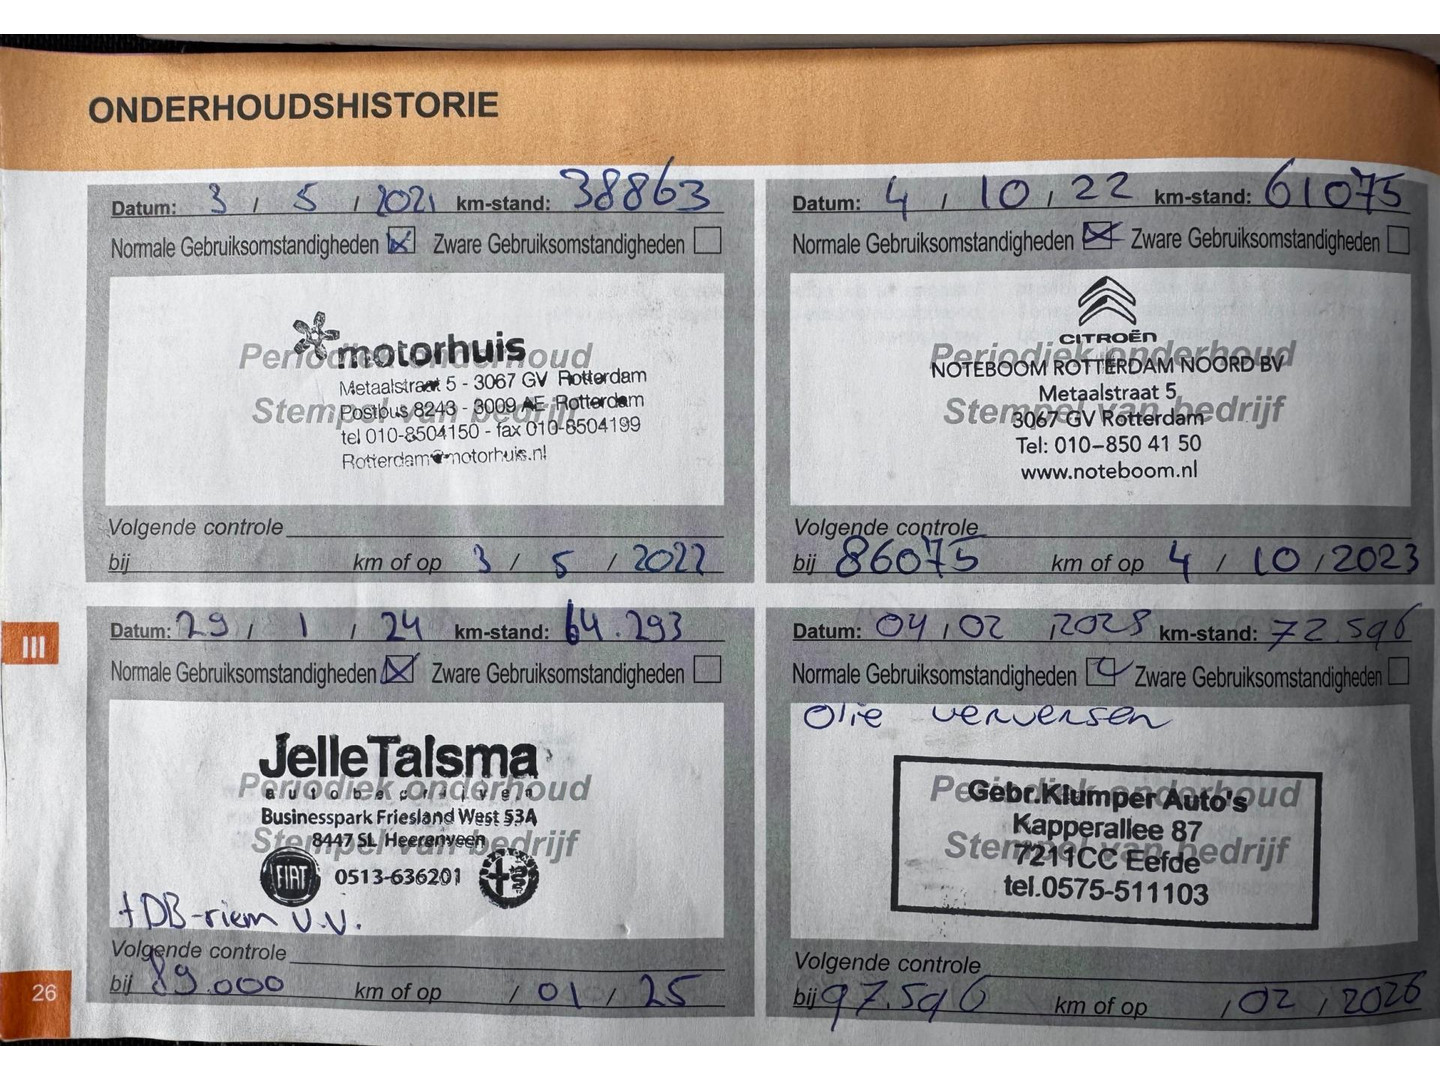 ONDERHOUDSHISTORIE
Datum: 3 / 5 / 2021 km-stand: 38863
Normale Gebruiksomstandigheden Zware Gebruiksomstandigheden
Periodiek onderhoud
Stempel van bedrijf
motorhuis
Metaalstraat 5 - 3067 GV Rotterdam
Postbus 8243 - 3009 AE Rotterdam
tel 010-8504150 - fax 010-8504199
Rotterdam@motorhuis.nl
Volgende controle
bij km of op 3 / 5 / 2022
Datum: 4 / 10 / 22 km-stand: 61075
Normale Gebruiksomstandigheden Zware Gebruiksomstandigheden
Periodiek onderhoud
Stempel van bedrijf
CITROËN
NOTEBOOM ROTTERDAM NOORD BV
Metaalstraat 5
3067 GV Rotterdam
Tel: 010-850 41 50
www.noteboom.nl
Volgende controle
bij 86075 km of op 4 / 10 / 2023
III
Datum: 29 / 1 / 24 km-stand: 64.293
Normale Gebruiksomstandigheden Zware Gebruiksomstandigheden
Periodiek onderhoud
Stempel van bedrijf
JelleTalsma
autobedrijven
Businesspark Friesland West 53A
8447 SL Heerenveen
FIAT 0513-636201
+ DB-riem V.V.
Volgende controle
bij 89.000 km of op / 01 / 25
Datum: 04 / 02 / 2025 km-stand: 72.596
Normale Gebruiksomstandigheden Zware Gebruiksomstandigheden
Olie verversen
Periodiek onderhoud
Stempel van bedrijf
Gebr.Klumper Auto's
Kapperallee 87
7211CC Eefde
tel.0575-511103
Volgende controle
bij 97.596 km of op / 02 / 2026
26